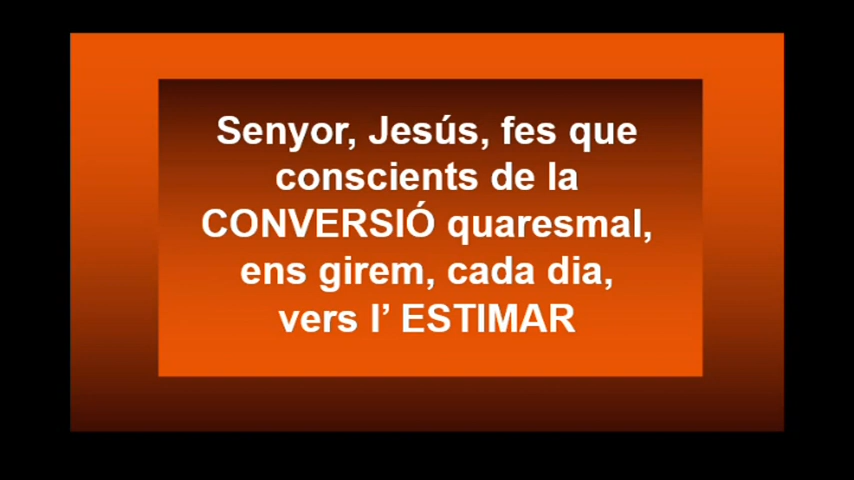 Senyor, Jesús, fes que
conscients de la
CONVERSIÓ quaresmal,
ens girem, cada dia,
vers l’ ESTIMAR